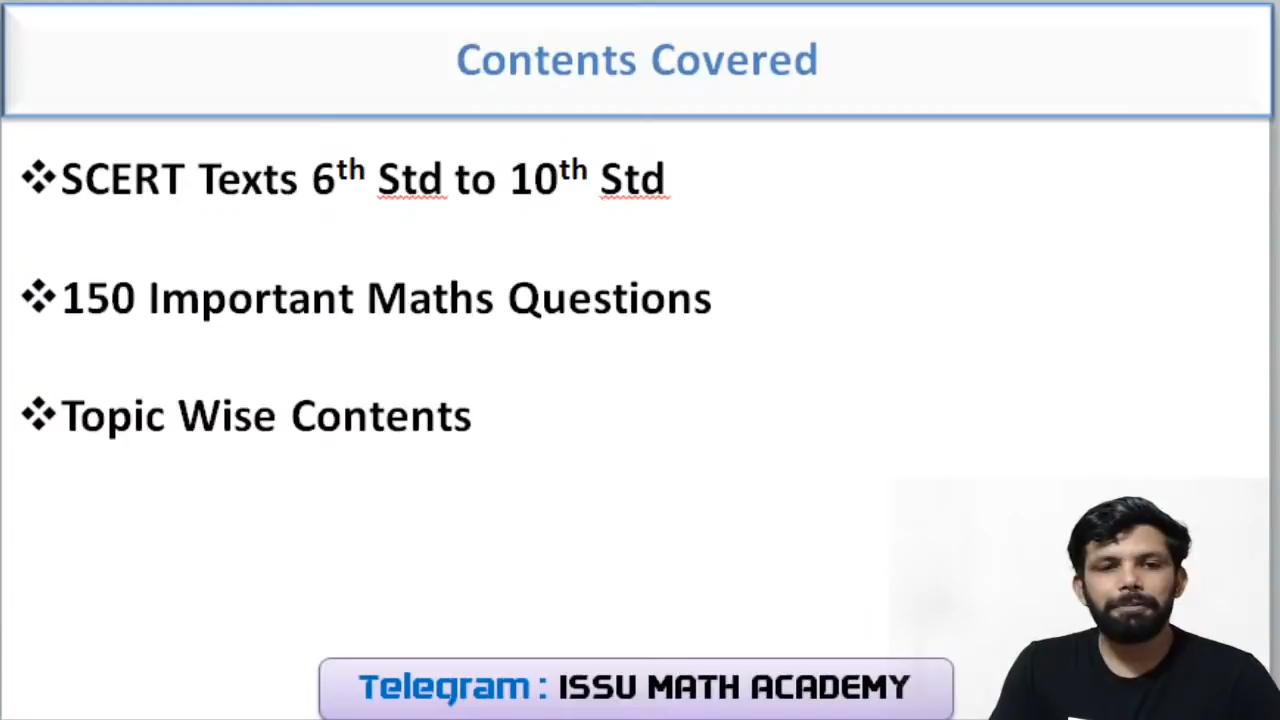 Contents Covered
❖SCERT Texts 6th Std to 10th Std
❖150 Important Maths Questions
❖Topic Wise Contents
Telegram : ISSU MATH ACADEMY